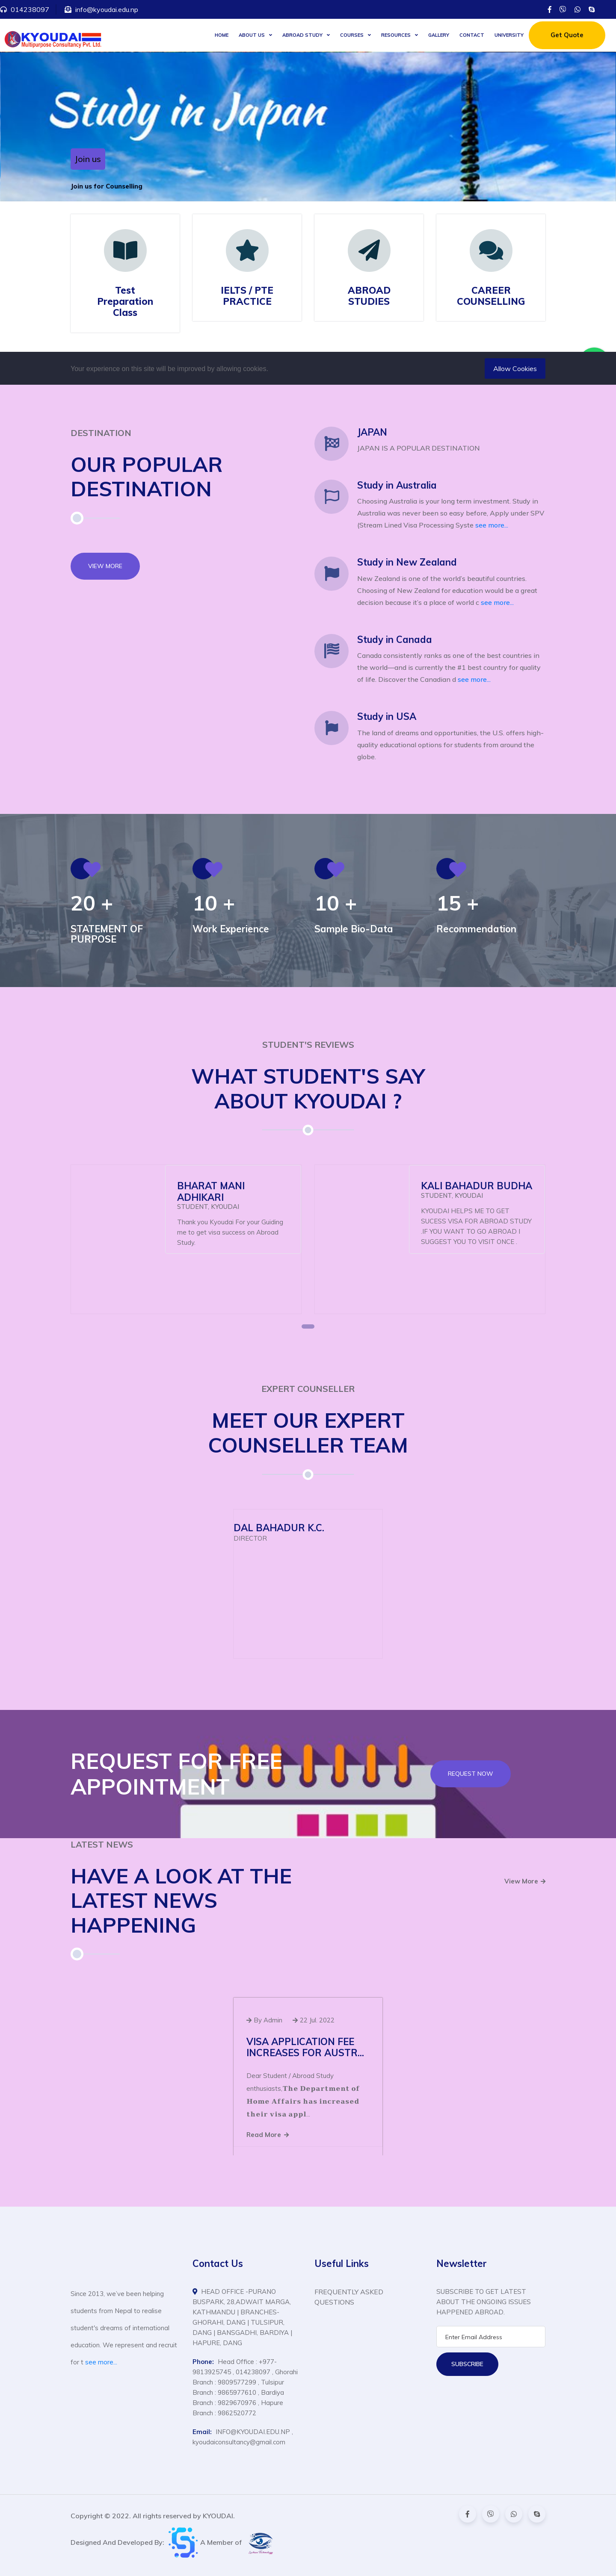 014238097 info@kyoudai.edu.np
KYOUDAI
Multipurpose Consultancy Pvt. Ltd.
HOME ABOUT US ABROAD STUDY COURSES RESOURCES GALLERY CONTACT UNIVERSITY Get Quote
Study in Japan
Join us
Join us for Counselling
Test
Preparation
Class
IELTS / PTE
PRACTICE
ABROAD
STUDIES
CAREER
COUNSELLING
Your experience on this site will be improved by allowing cookies.
Allow Cookies
DESTINATION
OUR POPULAR
DESTINATION
VIEW MORE
JAPAN
JAPAN IS A POPULAR DESTINATION
Study in Australia
Choosing Australia is your long term investment. Study in
Australia was never been so easy before, Apply under SPV
(Stream Lined Visa Processing Syste see more...
Study in New Zealand
New Zealand is one of the world's beautiful countries.
Choosing of New Zealand for education would be a great
decision because it's a place of world c see more...
Study in Canada
Canada consistently ranks as one of the best countries in
the world—and is currently the #1 best country for quality
of life. Discover the Canadian d see more...
Study in USA
The land of dreams and opportunities, the U.S. offers high-
quality educational options for students from around the
globe.
20 +
STATEMENT OF
PURPOSE
10 +
Work Experience
10 +
Sample Bio-Data
15 +
Recommendation
STUDENT'S REVIEWS
WHAT STUDENT'S SAY
ABOUT KYOUDAI ?
BHARAT MANI
ADHIKARI
STUDENT, KYOUDAI
Thank you Kyoudai For your Guiding
me to get visa success on Abroad
Study
KALI BAHADUR BUDHA
STUDENT, KYOUDAI
KYOUDAI HELPS ME TO GET
SUCESS VISA FOR ABROAD STUDY
.IF YOU WANT TO GO ABROAD I
SUGGEST YOU TO VISIT ONCE .
EXPERT COUNSELLER
MEET OUR EXPERT
COUNSELLER TEAM
DAL BAHADUR K.C.
DIRECTOR
REQUEST FOR FREE
APPOINTMENT
REQUEST NOW
LATEST NEWS
HAVE A LOOK AT THE
LATEST NEWS
HAPPENING
View More
By Admin 22 Jul, 2022
VISA APPLICATION FEE
INCREASES FOR AUSTR...
Dear Student / Abroad Study
enthusiasts,The Department of
Home Affairs has increased
their visa appl...
Read More
Since 2013, we've been helping
students from Nepal to realise
student's dreams of international
education. We represent and recruit
for t see more...
Contact Us
HEAD OFFICE -PURANO
BUSPARK, 28,ADWAIT MARGA,
KATHMANDU | BRANCHES-
GHORAHI, DANG | TULSIPUR,
DANG | BANSGADHI, BARDIYA |
HAPURE, DANG
Phone: Head Office : +977-
9813925745 , 014238097 , Ghorahi
Branch : 9809577299 , Tulsipur
Branch : 9865977610 , Bardiya
Branch : 9829670976 , Hapure
Branch : 9862520772
Email: INFO@KYOUDAI.EDU.NP ,
kyoudaiconsultancy@gmail.com
Useful Links
FREQUENTLY ASKED
QUESTIONS
Newsletter
SUBSCRIBE TO GET LATEST
ABOUT THE ONGOING ISSUES
HAPPENED ABROAD.
Enter Email Address
SUBSCRIBE
Copyright © 2022. All rights reserved by KYOUDAI.
Designed And Developed By: A Member of